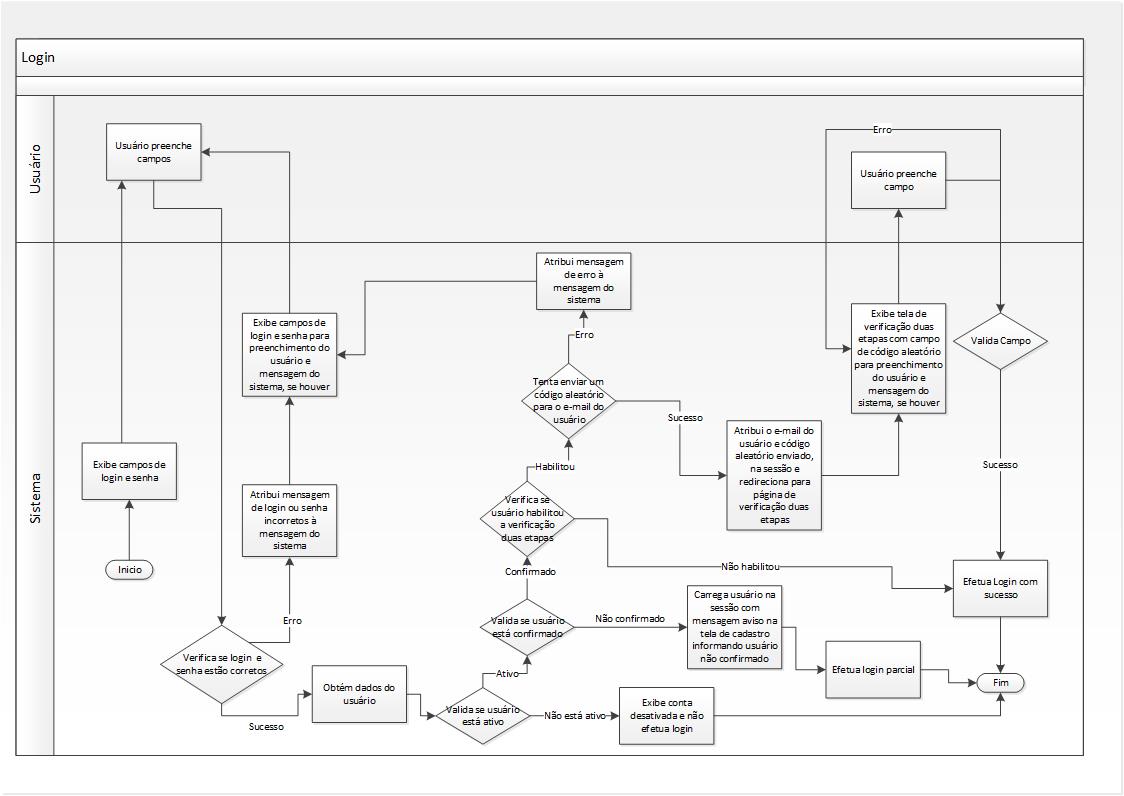 Login
Usuário
Usuário preenche
campos
Erro
Usuário preenche
campo
Sistema
Atribui mensagem
de erro à
mensagem do
sistema
Exibe campos de
login e senha para
preenchimento do
usuário e
mensagem do
sistema, se houver
Erro
Exibe tela de
verificação duas
etapas com campo
de código aleatório
para preenchimento
do usuário e
mensagem do
sistema, se houver
Valida Campo
Tenta enviar um
código aleatório
para o e-mail do
usuário
Sucesso
Atribui o e-mail do
usuário e código
aleatório enviado,
na sessão e
redireciona para
página de
verificação duas
etapas
Sucesso
Exibe campos de
login e senha
Habilitou
Atribui mensagem
de login ou senha
incorretos à
mensagem do
sistema
Verifica se
usuário habilitou
a verificação
duas etapas
Inicio
Confirmado
Não habilitou
Efetua Login com
sucesso
Erro
Valida se usuário
está confirmado
Não confirmado
Carrega usuário na
sessão com
mensagem aviso na
tela de cadastro
informando usuário
não confirmado
Verifica se login e
senha estão corretos
Efetua login parcial
Fim
Ativo
Obtém dados do
usuário
Sucesso
Valida se usuário
está ativo
Não está ativo
Exibe conta
desativada e não
efetua login